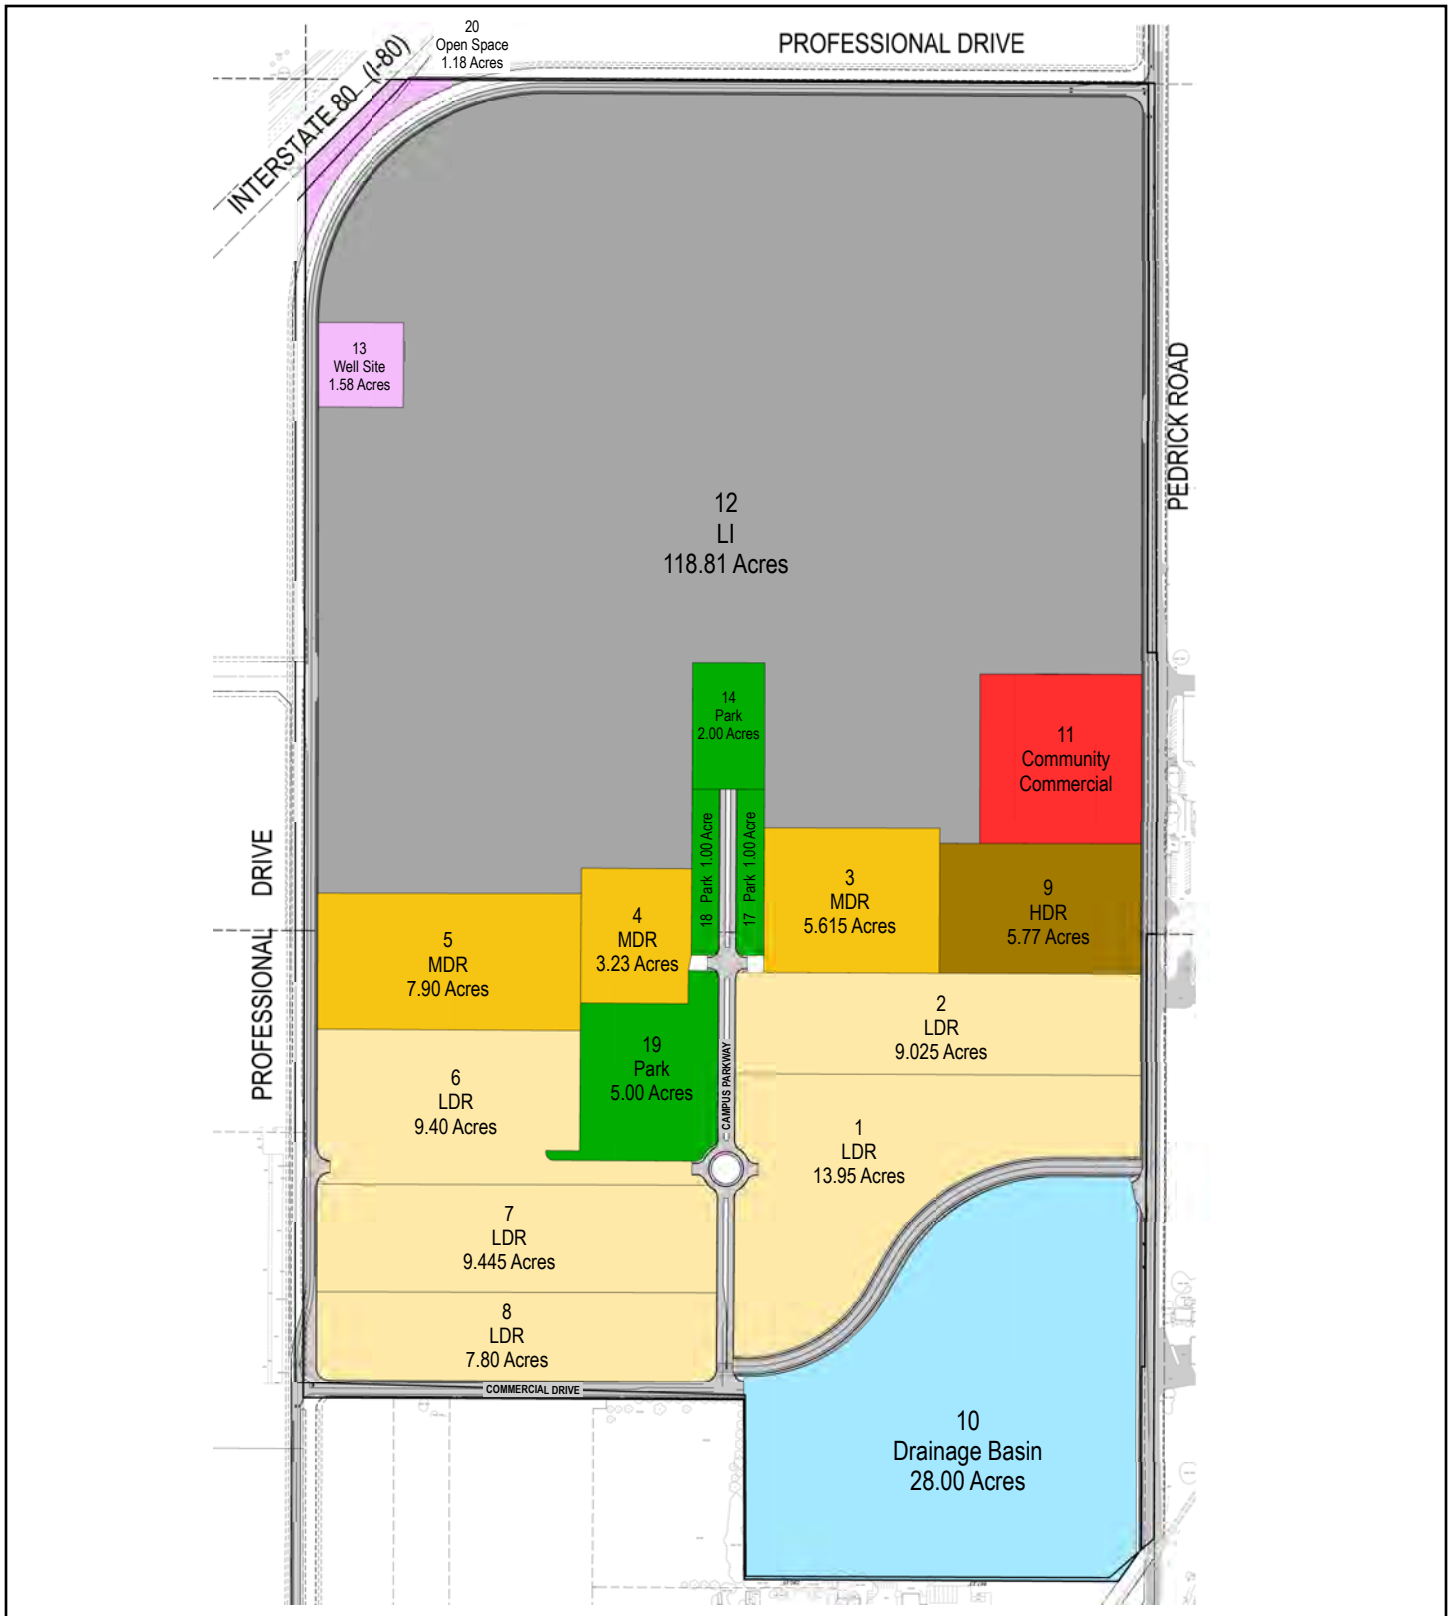 20
Open Space
1.18 Acres
PROFESSIONAL DRIVE
INTERSTATE 80 (I-80)
13
Well Site
1.58 Acres
PEDRICK ROAD
12
LI
118.81 Acres
14
Park
2.00 Acres
11
Community
Commercial
18 Park 1.00 Acre
17 Park 1.00 Acre
PROFESSIONAL DRIVE
3
MDR
5.615 Acres
9
HDR
5.77 Acres
4
MDR
3.23 Acres
5
MDR
7.90 Acres
2
LDR
9.025 Acres
19
Park
5.00 Acres
CAMPUS PARKWAY
6
LDR
9.40 Acres
1
LDR
13.95 Acres
7
LDR
9.445 Acres
8
LDR
7.80 Acres
COMMERCIAL DRIVE
10
Drainage Basin
28.00 Acres